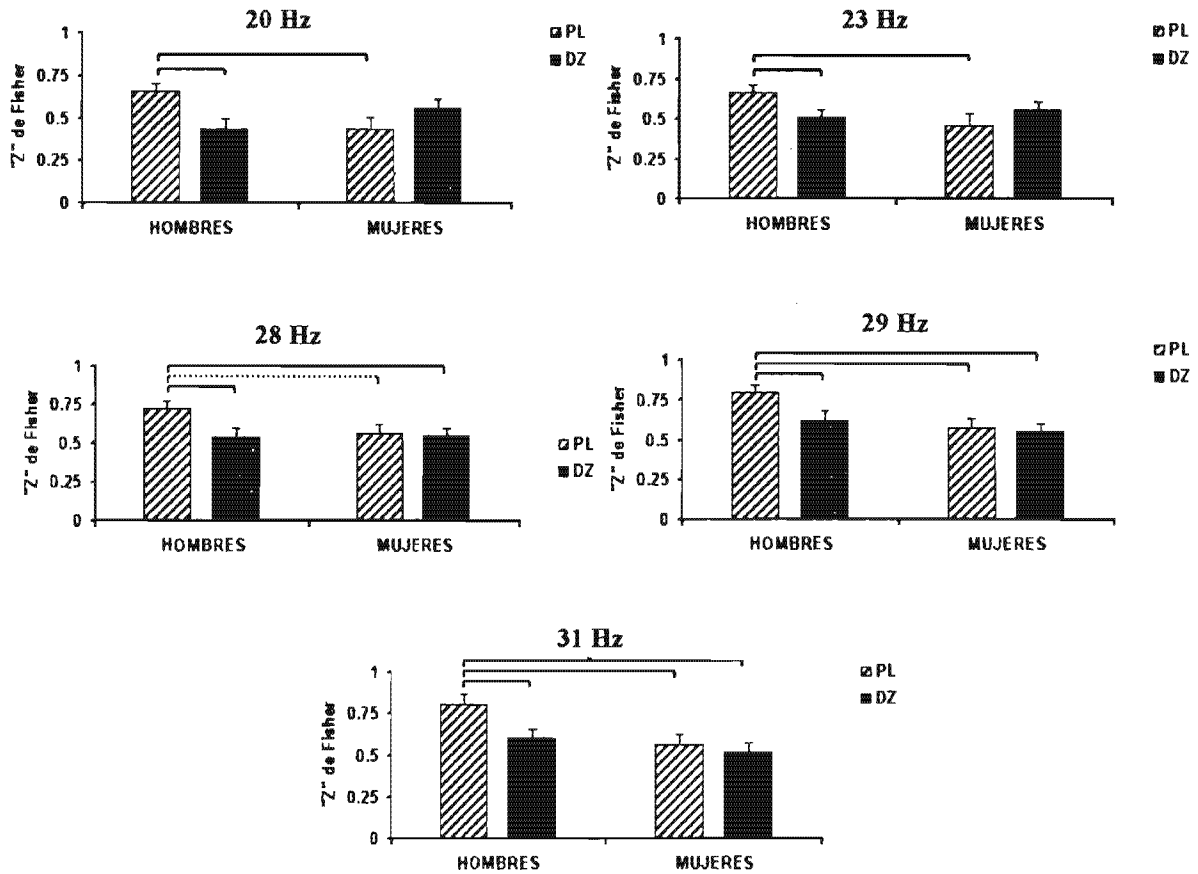 20 Hz
PL
DZ
"Z" de Fisher
1
0.75
0.5
0.25
0
HOMBRES MUJERES
23 Hz
PL
DZ
"Z" de Fisher
1
0.75
0.5
0.25
0
HOMBRES MUJERES
28 Hz
PL
DZ
"Z" de Fisher
1
0.75
0.5
0.25
0
HOMBRES MUJERES
29 Hz
PL
DZ
"Z" de Fisher
1
0.75
0.5
0.25
0
HOMBRES MUJERES
31 Hz
PL
DZ
"Z" de Fisher
1
0.75
0.5
0.25
0
HOMBRES MUJERES